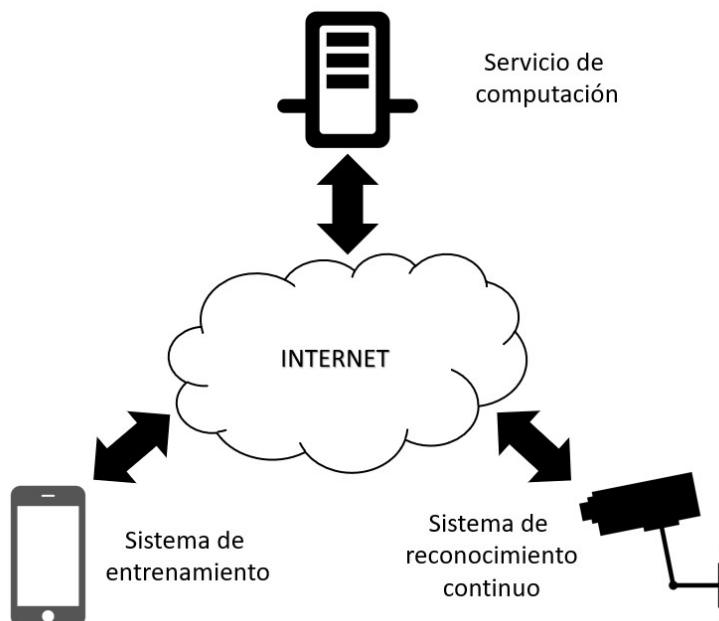 Servicio de
computación
INTERNET
Sistema de
entrenamiento
Sistema de
reconocimiento
continuo